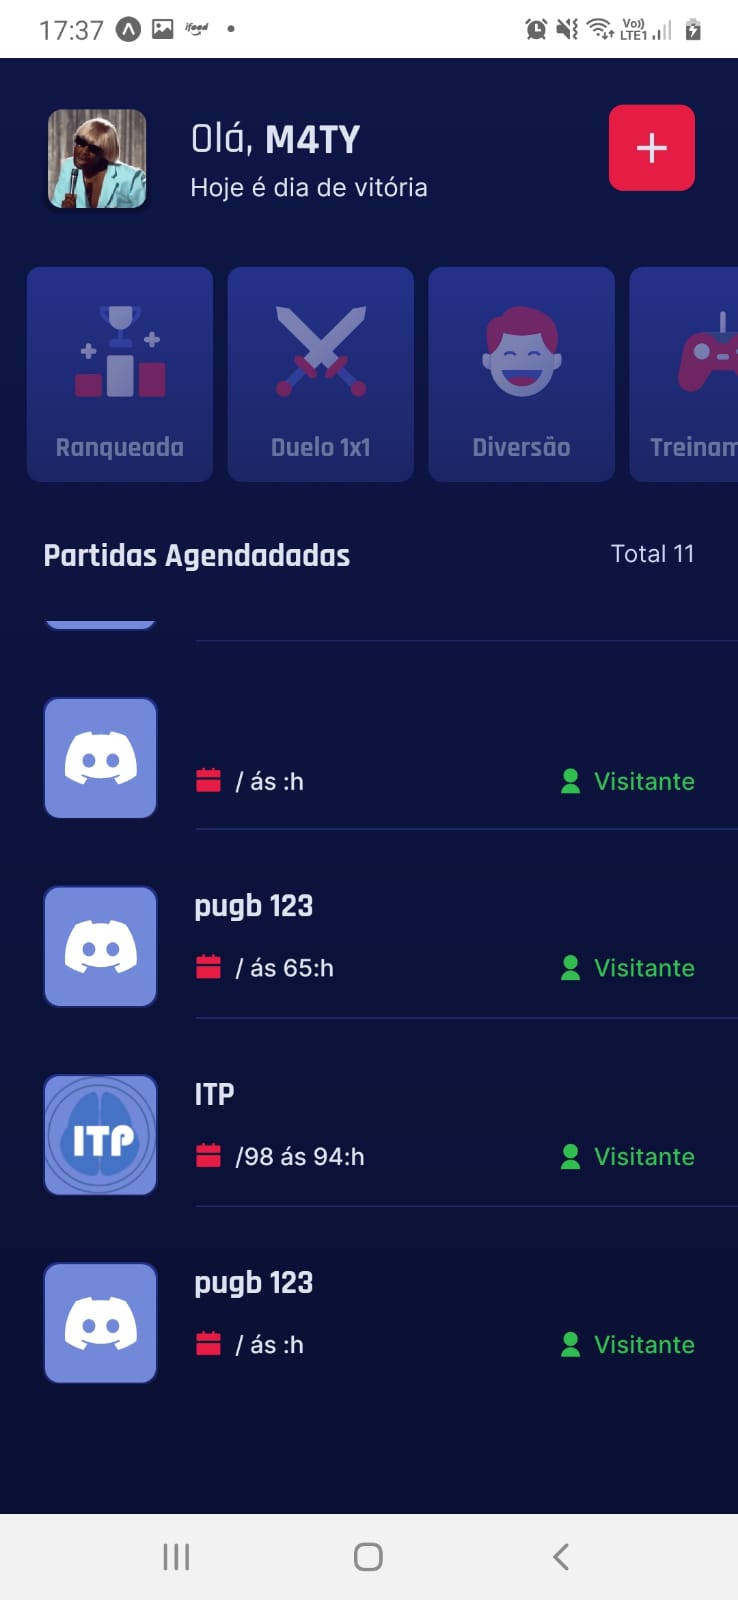 17:37 ifood Vo)) LTE1
Olá, M4TY
Hoje é dia de vitória
Ranqueada Duelo 1x1 Diversão Treinam
Partidas Agendadadas Total 11
/ ás :h Visitante
pugb 123
/ ás 65:h Visitante
ITP
ITP
/98 ás 94:h Visitante
pugb 123
/ ás :h Visitante